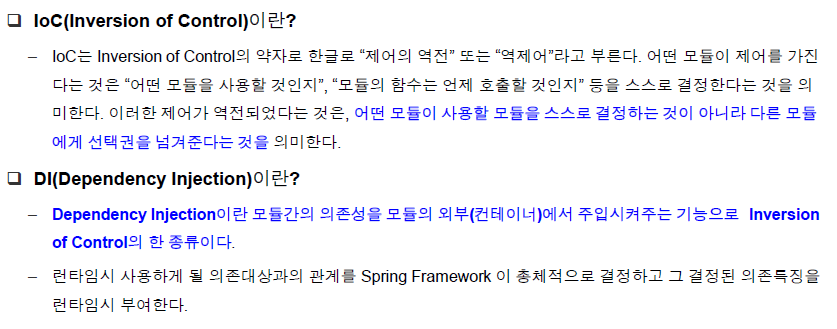 ❑ IoC(Inversion of Control)이란?
– IoC는 Inversion of Control의 약자로 한글로 “제어의 역전” 또는 “역제어”라고 부른다. 어떤 모듈이 제어를 가진
다는 것은 “어떤 모듈을 사용할 것인지”, “모듈의 함수는 언제 호출할 것인지” 등을 스스로 결정한다는 것을 의
미한다. 이러한 제어가 역전되었다는 것은, 어떤 모듈이 사용할 모듈을 스스로 결정하는 것이 아니라 다른 모듈
에게 선택권을 넘겨준다는 것을 의미한다.
❑ DI(Dependency Injection)이란?
– Dependency Injection이란 모듈간의 의존성을 모듈의 외부(컨테이너)에서 주입시켜주는 기능으로 Inversion
of Control의 한 종류이다.
– 런타임시 사용하게 될 의존대상과의 관계를 Spring Framework 이 총체적으로 결정하고 그 결정된 의존특징을
런타임시 부여한다.